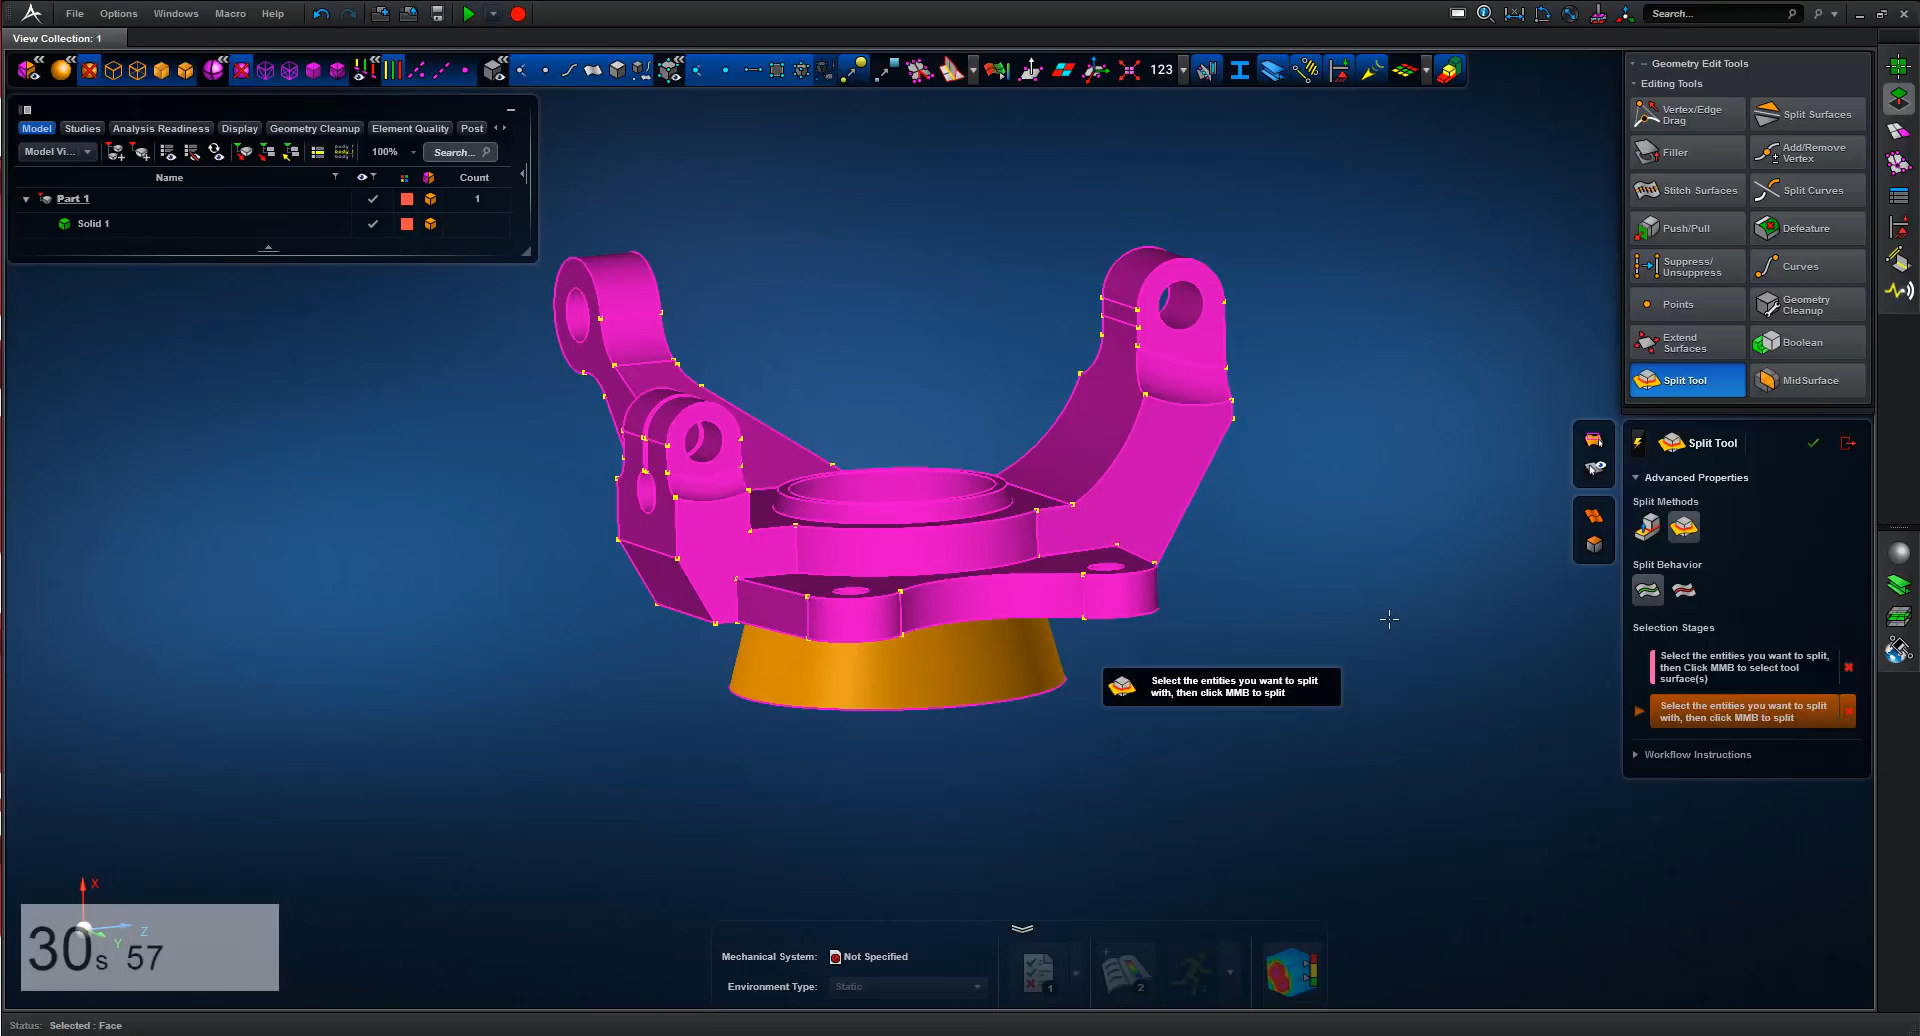 File Options Windows Macro Help
Search...
View Collection: 1
123
Model Studies Analysis Readiness Display Geometry Cleanup Element Quality Post
Model Vi... 100% Search...
Name Count
Part 1 1
Solid 1
Geometry Edit Tools
Editing Tools
Vertex/Edge
Drag
Split Surfaces
Filler
Add/Remove
Vertex
Stitch Surfaces
Split Curves
Push/Pull
Defeature
Suppress/
Unsuppress
Curves
Points
Geometry
Cleanup
Extend
Surfaces
Boolean
Split Tool
MidSurface
Split Tool
Advanced Properties
Split Methods
Split Behavior
Selection Stages
Select the entities you want to split,
then Click MMB to select tool
surface(s)
Select the entities you want to split
with, then click MMB to split
Workflow Instructions
Select the entities you want to split
with, then click MMB to split
X
Z
Y
30s 57
Mechanical System: Not Specified
Environment Type: Static
1
2
Status: Selected : Face